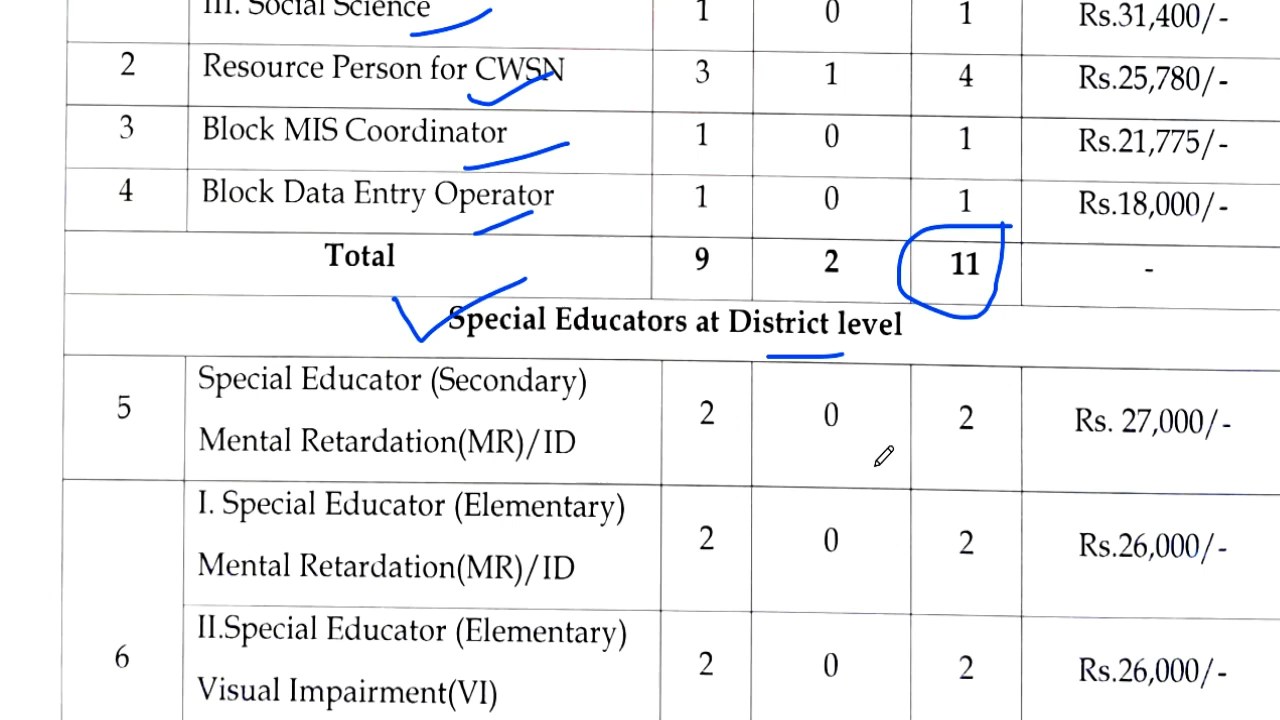 III. Social Science 1 0 1 Rs.31,400/-
2 Resource Person for CWSN 3 1 4 Rs.25,780/-
3 Block MIS Coordinator 1 0 1 Rs.21,775/-
4 Block Data Entry Operator 1 0 1 Rs.18,000/-
Total 9 2 11 -
Special Educators at District level
5 Special Educator (Secondary)
Mental Retardation(MR)/ID 2 0 2 Rs. 27,000/-
I. Special Educator (Elementary)
Mental Retardation(MR)/ID 2 0 2 Rs.26,000/-
6 II.Special Educator (Elementary)
Visual Impairment(VI) 2 0 2 Rs.26,000/-